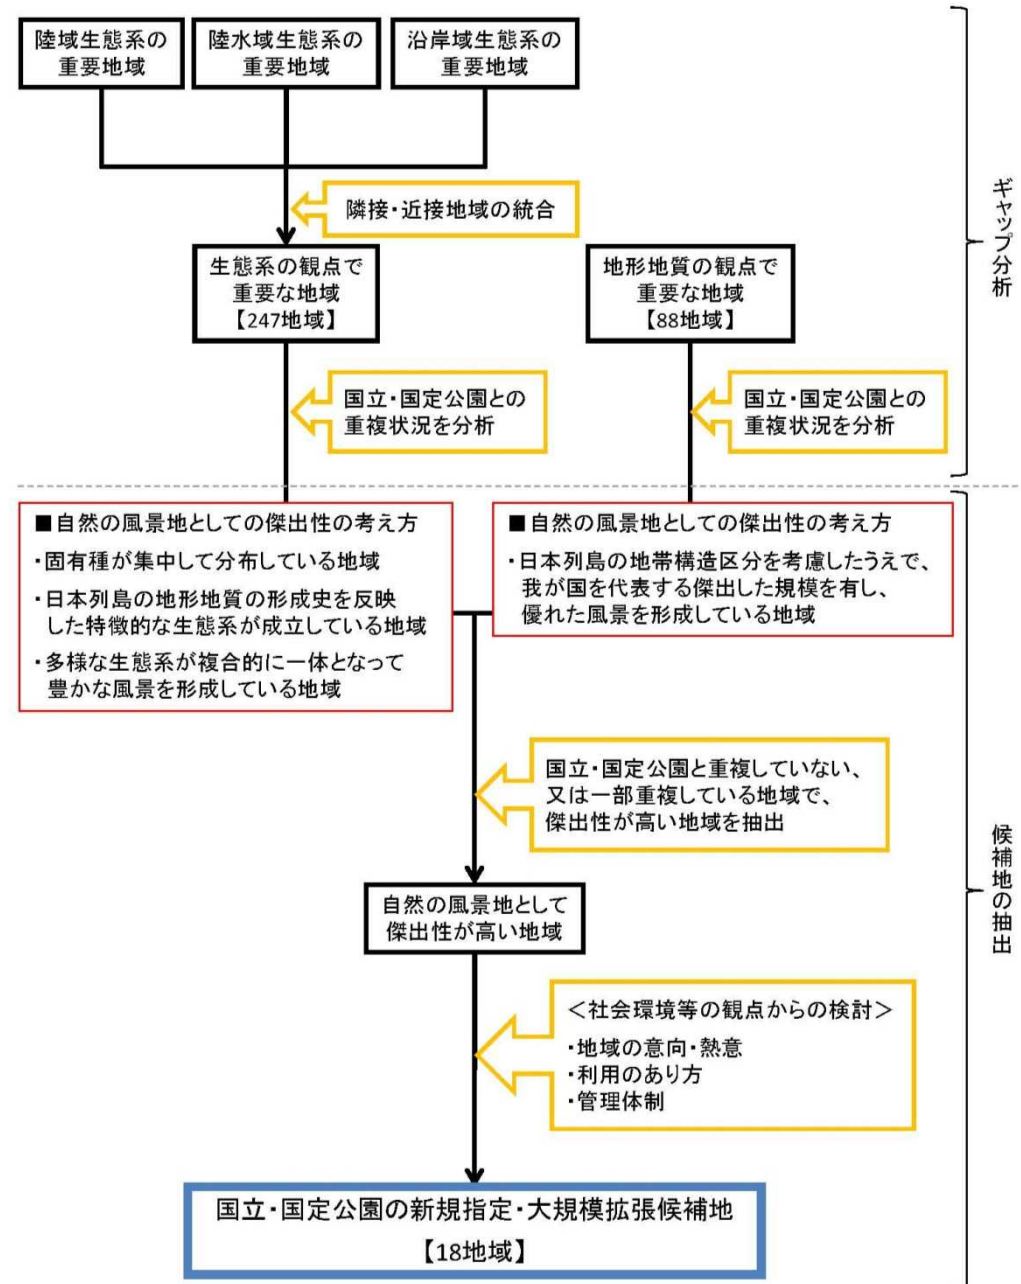 陸域生態系の
重要地域
陸水域生態系の
重要地域
沿岸域生態系の
重要地域
隣接・近接地域の統合
生態系の観点で
重要な地域
【247地域】
地形地質の観点で
重要な地域
【88地域】
国立・国定公園との
重複状況を分析
国立・国定公園との
重複状況を分析
ギャップ分析
■自然の風景地としての傑出性の考え方
・固有種が集中して分布している地域
・日本列島の地形地質の形成史を反映
した特徴的な生態系が成立している地域
・多様な生態系が複合的に一体となって
豊かな風景を形成している地域
■自然の風景地としての傑出性の考え方
・日本列島の地帯構造区分を考慮したうえで、
我が国を代表する傑出した規模を有し、
優れた風景を形成している地域
国立・国定公園と重複していない、
又は一部重複している地域で、
傑出性が高い地域を抽出
自然の風景地として
傑出性が高い地域
<社会環境等の観点からの検討>
・地域の意向・熱意
・利用のあり方
・管理体制
候補地の抽出
国立・国定公園の新規指定・大規模拡張候補地
【18地域】